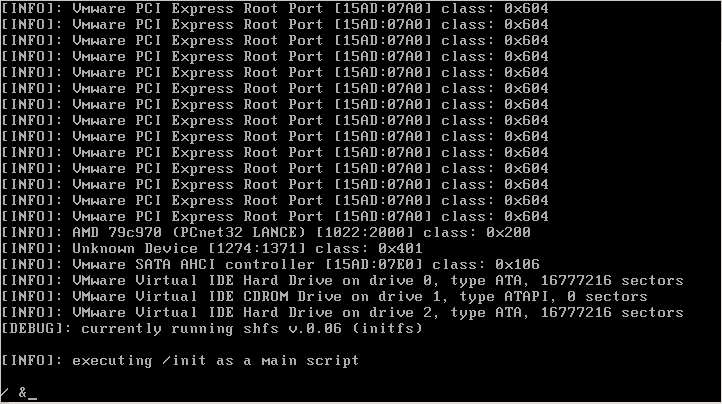 [INFO]: Vmware PCI Express Root Port [15AD:07A0] class: 0x604
[INFO]: Vmware PCI Express Root Port [15AD:07A0] class: 0x604
[INFO]: Vmware PCI Express Root Port [15AD:07A0] class: 0x604
[INFO]: Vmware PCI Express Root Port [15AD:07A0] class: 0x604
[INFO]: Vmware PCI Express Root Port [15AD:07A0] class: 0x604
[INFO]: Vmware PCI Express Root Port [15AD:07A0] class: 0x604
[INFO]: Vmware PCI Express Root Port [15AD:07A0] class: 0x604
[INFO]: Vmware PCI Express Root Port [15AD:07A0] class: 0x604
[INFO]: Vmware PCI Express Root Port [15AD:07A0] class: 0x604
[INFO]: Vmware PCI Express Root Port [15AD:07A0] class: 0x604
[INFO]: Vmware PCI Express Root Port [15AD:07A0] class: 0x604
[INFO]: Vmware PCI Express Root Port [15AD:07A0] class: 0x604
[INFO]: Vmware PCI Express Root Port [15AD:07A0] class: 0x604
[INFO]: Vmware PCI Express Root Port [15AD:07A0] class: 0x604
[INFO]: AMD 79c970 (PCnet32 LANCE) [1022:2000] class: 0x200
[INFO]: Unknown Device [1274:1371] class: 0x401
[INFO]: Vmware SATA AHCI controller [15AD:07E0] class: 0x106
[INFO]: VMware Virtual IDE Hard Drive on drive 0, type ATA, 16777216 sectors
[INFO]: VMware Virtual IDE CDROM Drive on drive 1, type ATAPI, 0 sectors
[INFO]: VMware Virtual IDE Hard Drive on drive 2, type ATA, 16777216 sectors
[DEBUG]: currently running shfs v.0.06 (initfs)
[INFO]: executing /init as a main script
/ &_